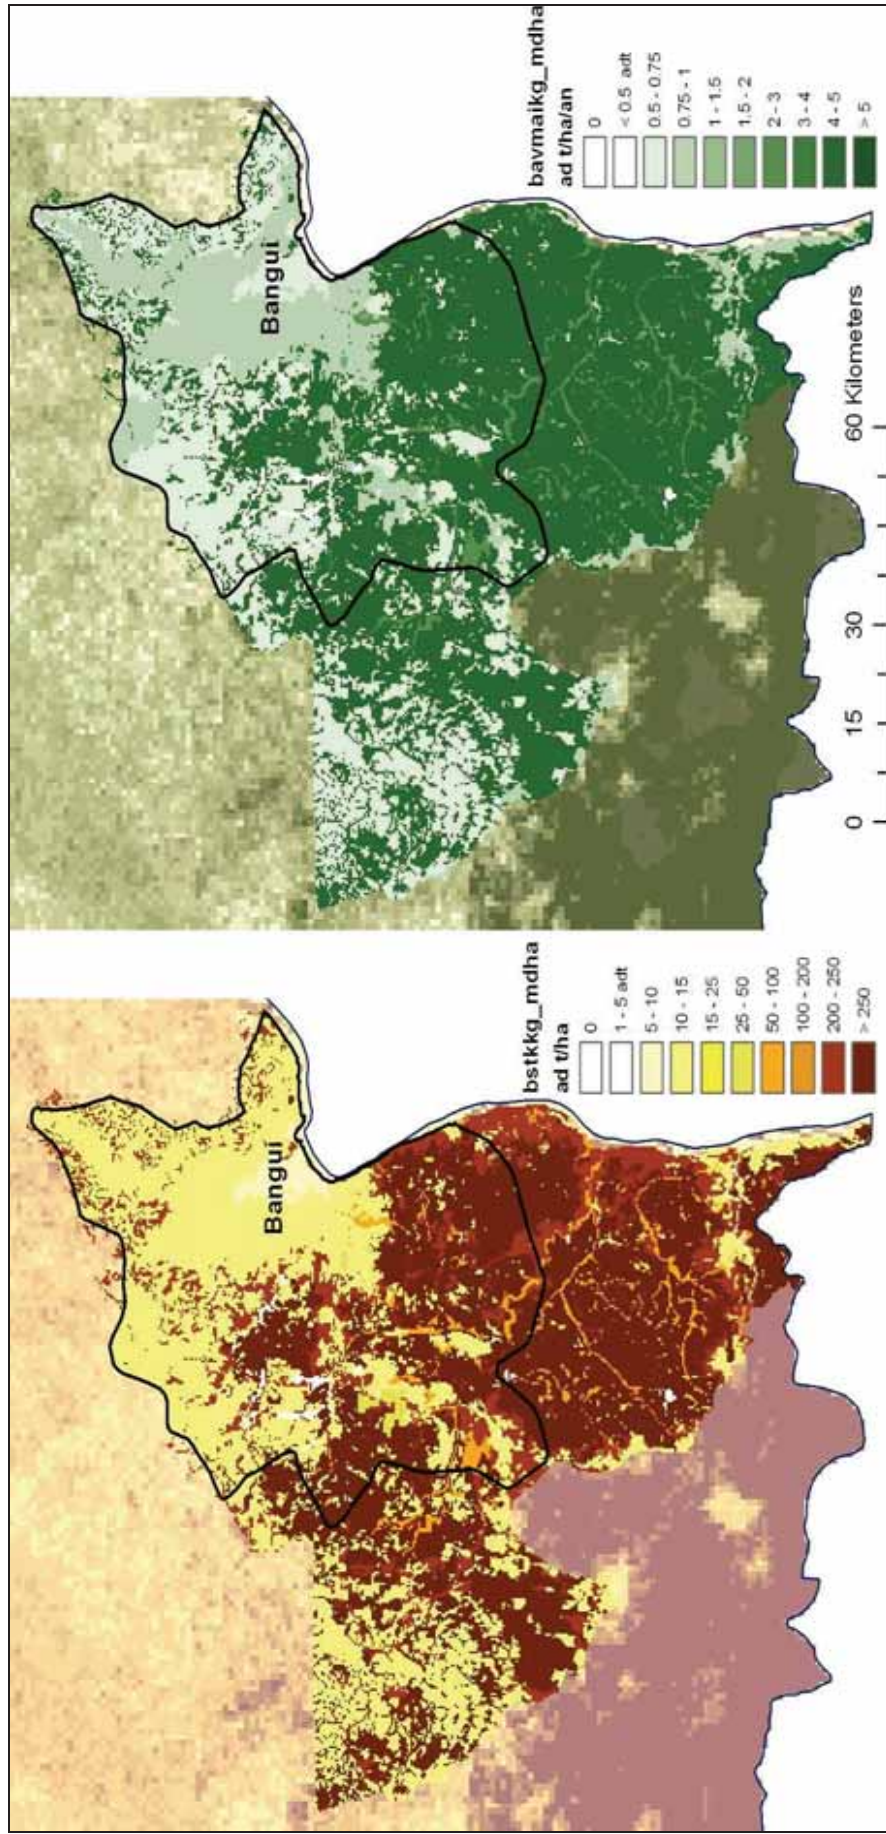 Bangui
bstkkg_mdha
ad t/ha
0
1 - 5 adt
5 - 10
10 - 15
15 - 25
25 - 50
50 - 100
100 - 200
200 - 250
> 250
Bangui
bavmaikg_mdha
ad t/ha/an
0
< 0.5 adt
0.5 - 0.75
0.75 - 1
1 - 1.5
1.5 - 2
2 - 3
3 - 4
4 - 5
> 5
0 15 30 60 Kilometers